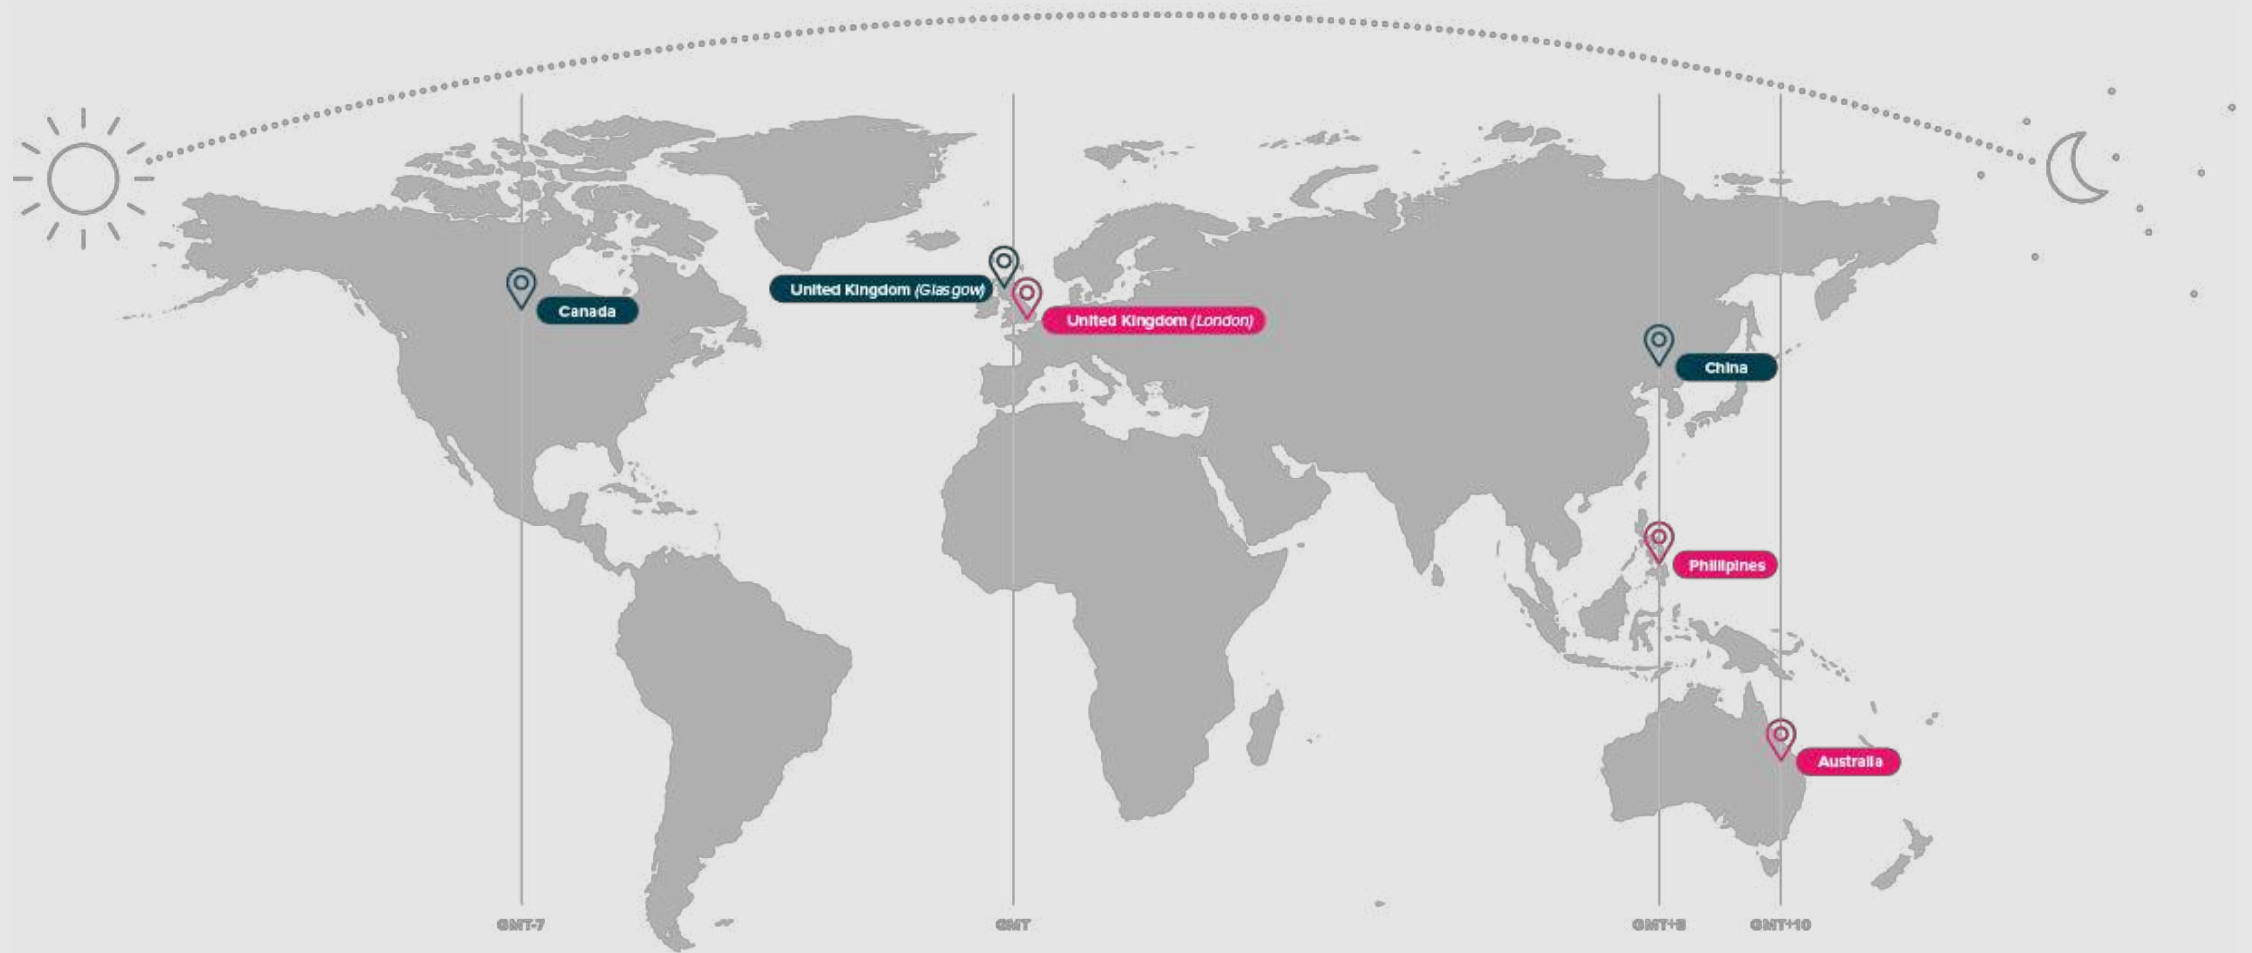 United Kingdom (Glasgow)
Canada
United Kingdom (London)
China
Phillipines
Australia
GMT-7
GMT
GMT+8
GMT+10